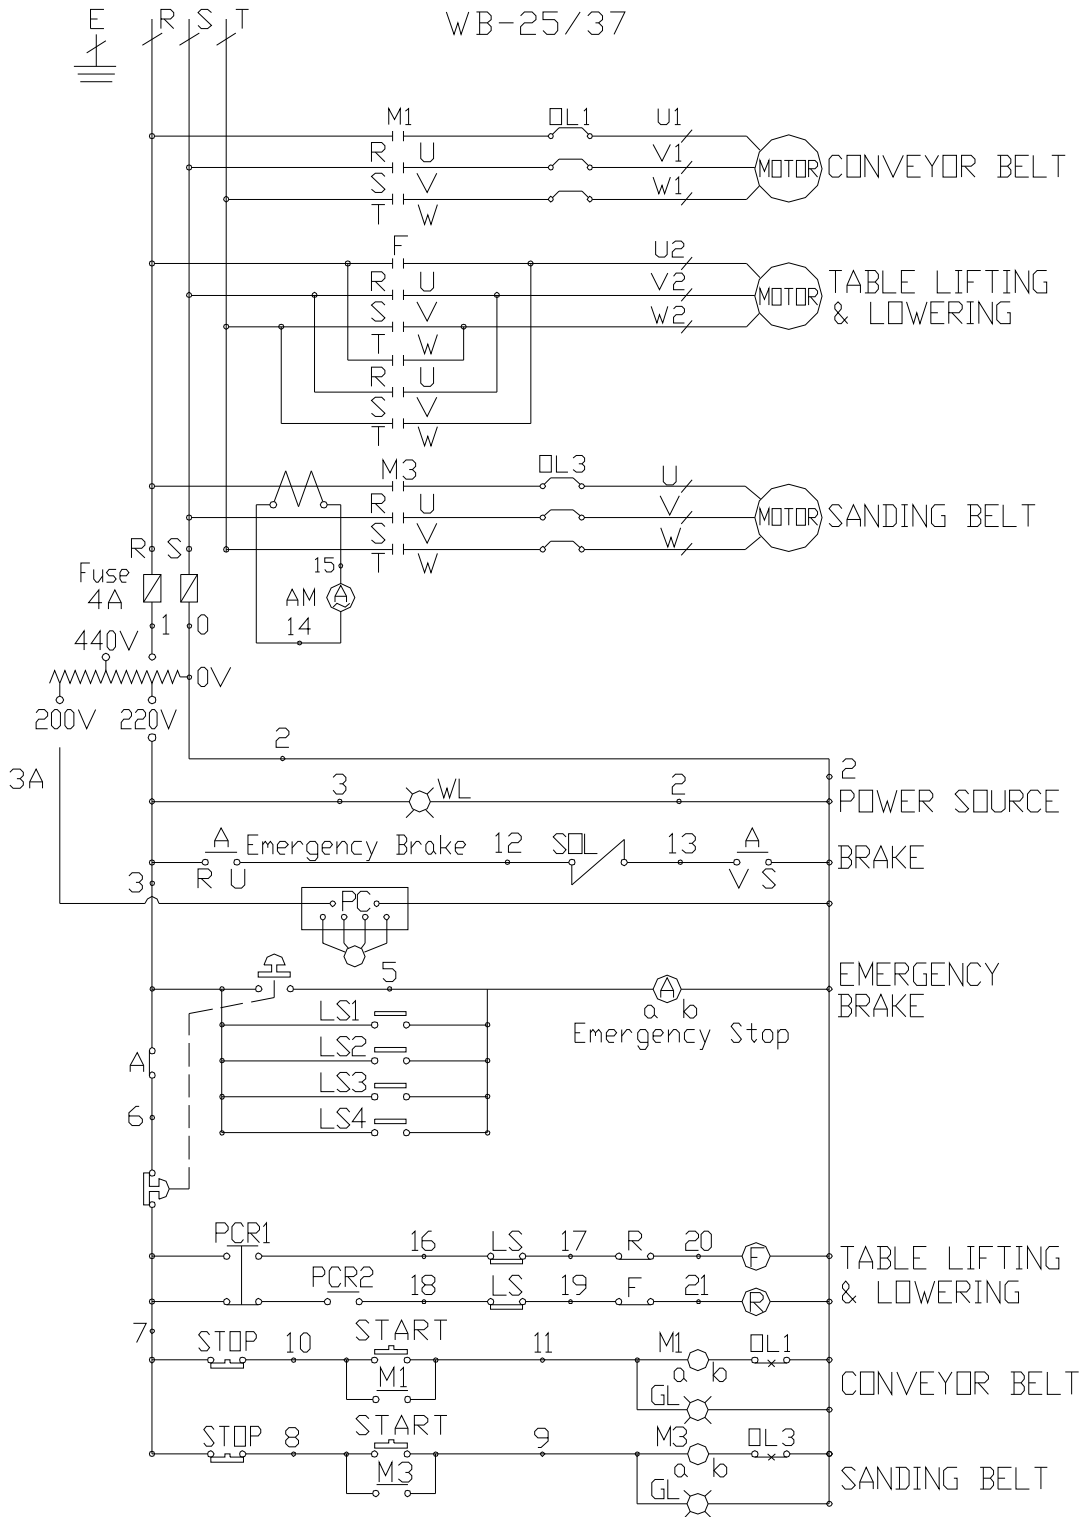 E R S T WB-25/37
M1 OL1 U1
R U V1
MOTOR CONVEYOR BELT
S V W1
T W
F U2
R U V2
MOTOR TABLE LIFTING
& LOWERING
S V W2
T W
R U
S V
T W
M3 OL3 U
R U V
MOTOR SANDING BELT
S V W
T W
R S
Fuse
4A
15
AM A
14
1 0
440V
0V
200V 220V
2
3A
2
3 WL 2
POWER SOURCE
A Emergency Brake 12 SOL 13 A
BRAKE
R U V S
3
PC
5
A
EMERGENCY
BRAKE
a b
Emergency Stop
LS1
LS2
A
LS3
6
LS4
PCR1 16 LS 17 R 20 F
TABLE LIFTING
& LOWERING
PCR2 18 LS 19 F 21 R
7
STOP 10 START 11 M1 OL1
a b
M1
GL
CONVEYOR BELT
STOP 8 START 9 M3 OL3
a b
M3
GL
SANDING BELT